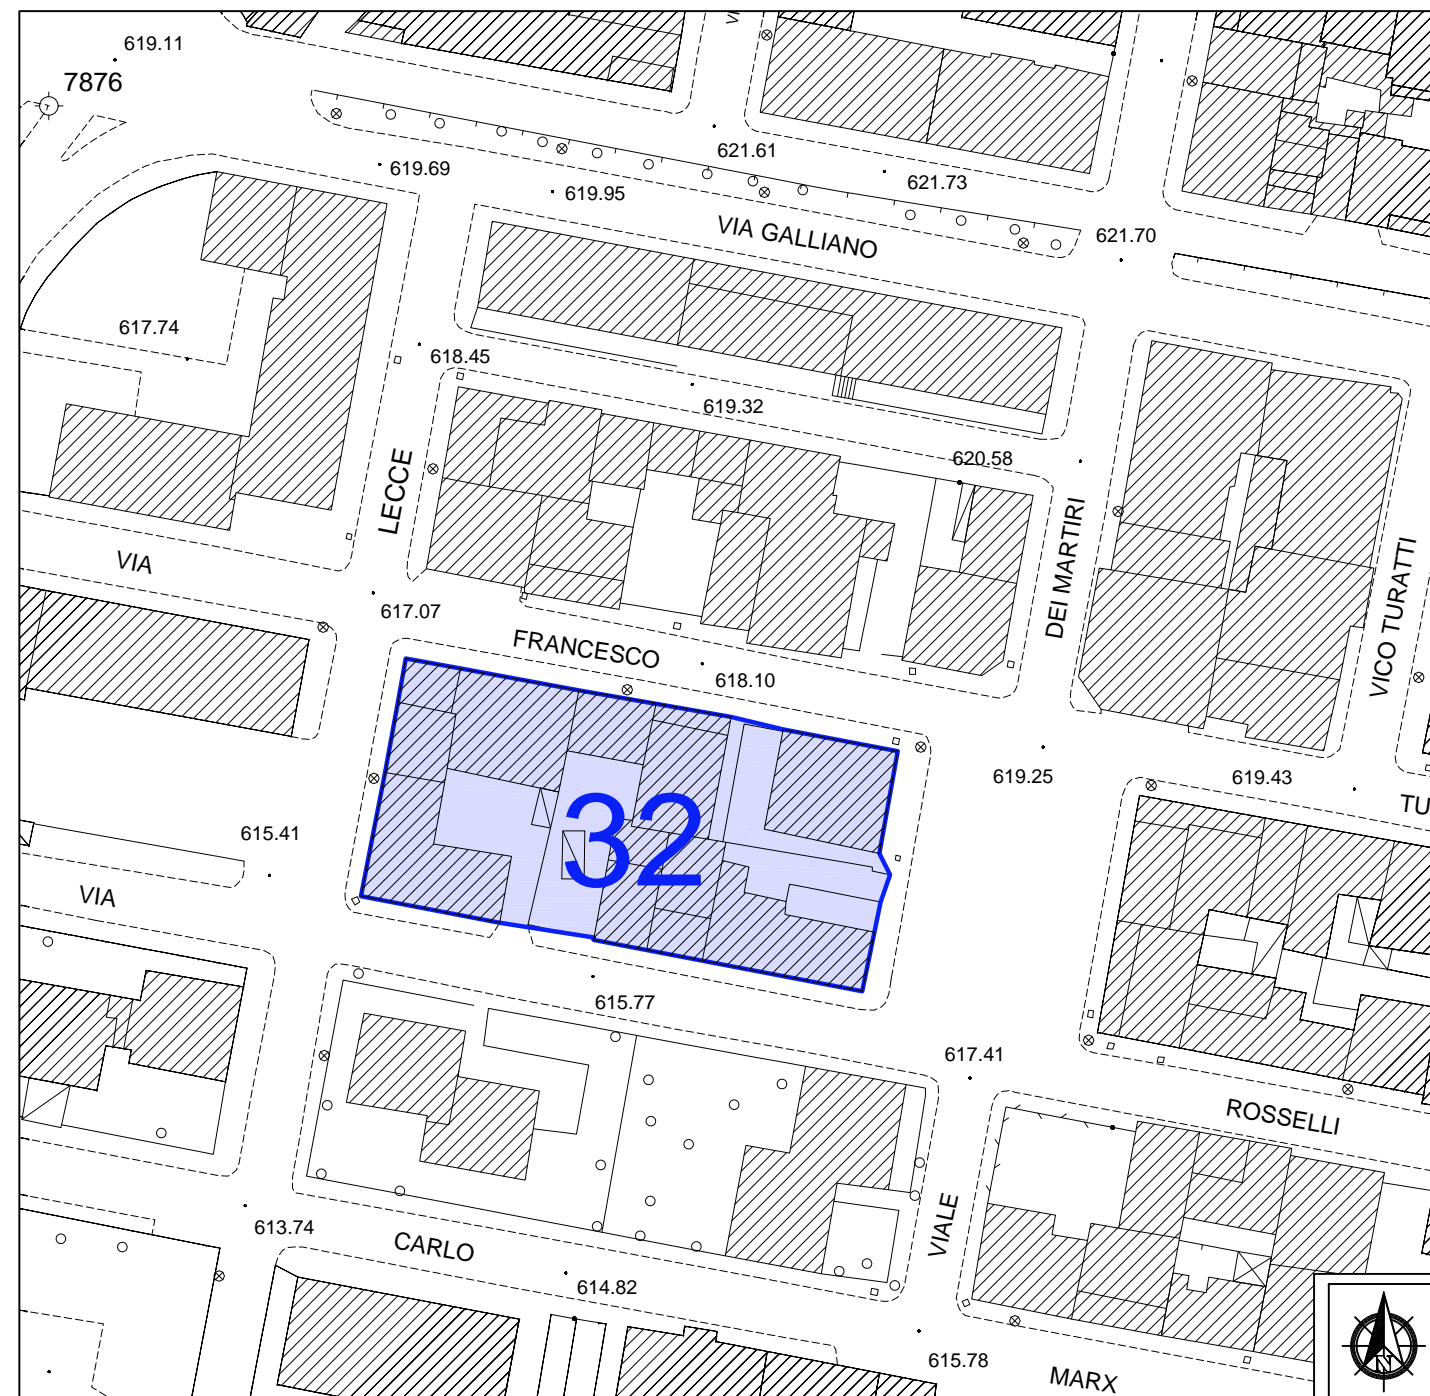 619.11
7876
619.69
619.95
621.61
621.73
621.70
VIA GALLIANO
617.74
618.45
619.32
620.58
LECCE
DEI MARTIRI
VICO TURATTI
VIA
617.07
FRANCESCO
618.10
619.25
619.43
TU
615.41
32
VIA
615.77
617.41
ROSSELLI
613.74
CARLO
VIALE
614.82
615.78
MARX
N